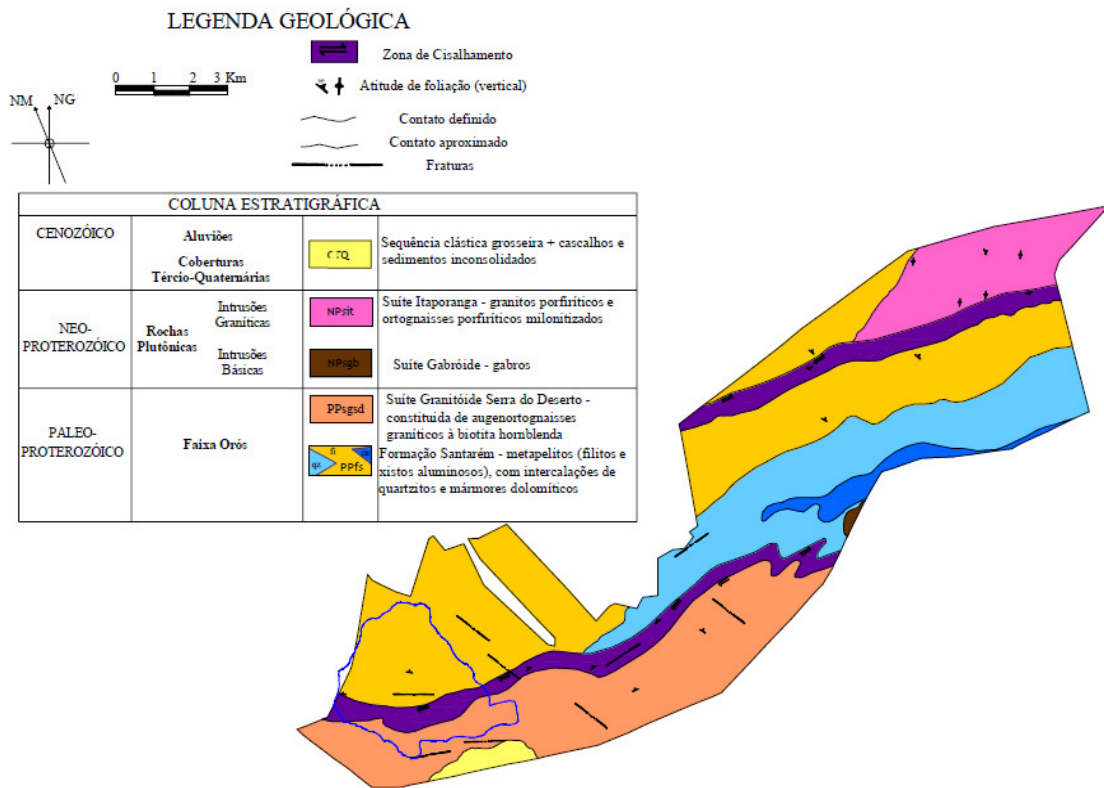 LEGENDA GEOLÓGICA
Zona de Cisalhamento
0 1 2 3 Km
Atitude de foliação (vertical)
NM NG
Contato definido
Contato aproximado
Fraturas
COLUNA ESTRATIGRÁFICA
CENOZÓICO
Aluviões
Coberturas
Tércio-Quaternárias
Sequência clástica grosseira + cascalhos e
sedimentos inconsolidados
NEO-
PROTEROZÓICO
Rochas
Plutônicas
Intrusões
Graníticas
NPsit
Suíte Itaporanga - granitos porfiríticos e
ortognaisses porfiríticos milonitizados
Intrusões
Básicas
NPsgb
Suíte Gabróide - gabros
PALEO-
PROTEROZÓICO
Faixa Orós
PPsgsd
Suíte Granitóide Serra do Deserto -
constituida de augenortognaisses
graníticos à biotita hornblenda
qz
PPfs
Formação Santarém - metapelitos (filitos e
xistos aluminosos), com intercalações de
quartzitos e mármores dolomíticos